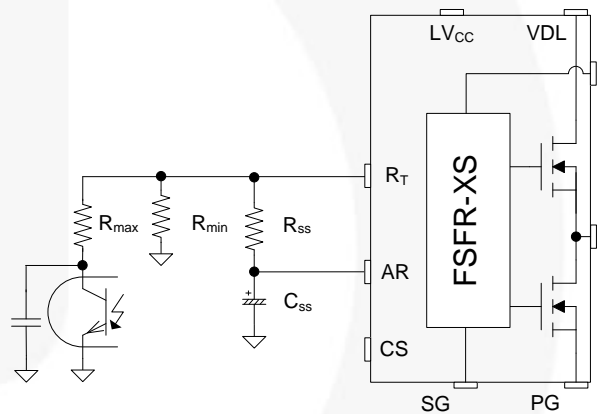 LVCC VDL
RT
Rmax Rmin Rss
FSFR-XS
AR
+
Css
CS
SG PG